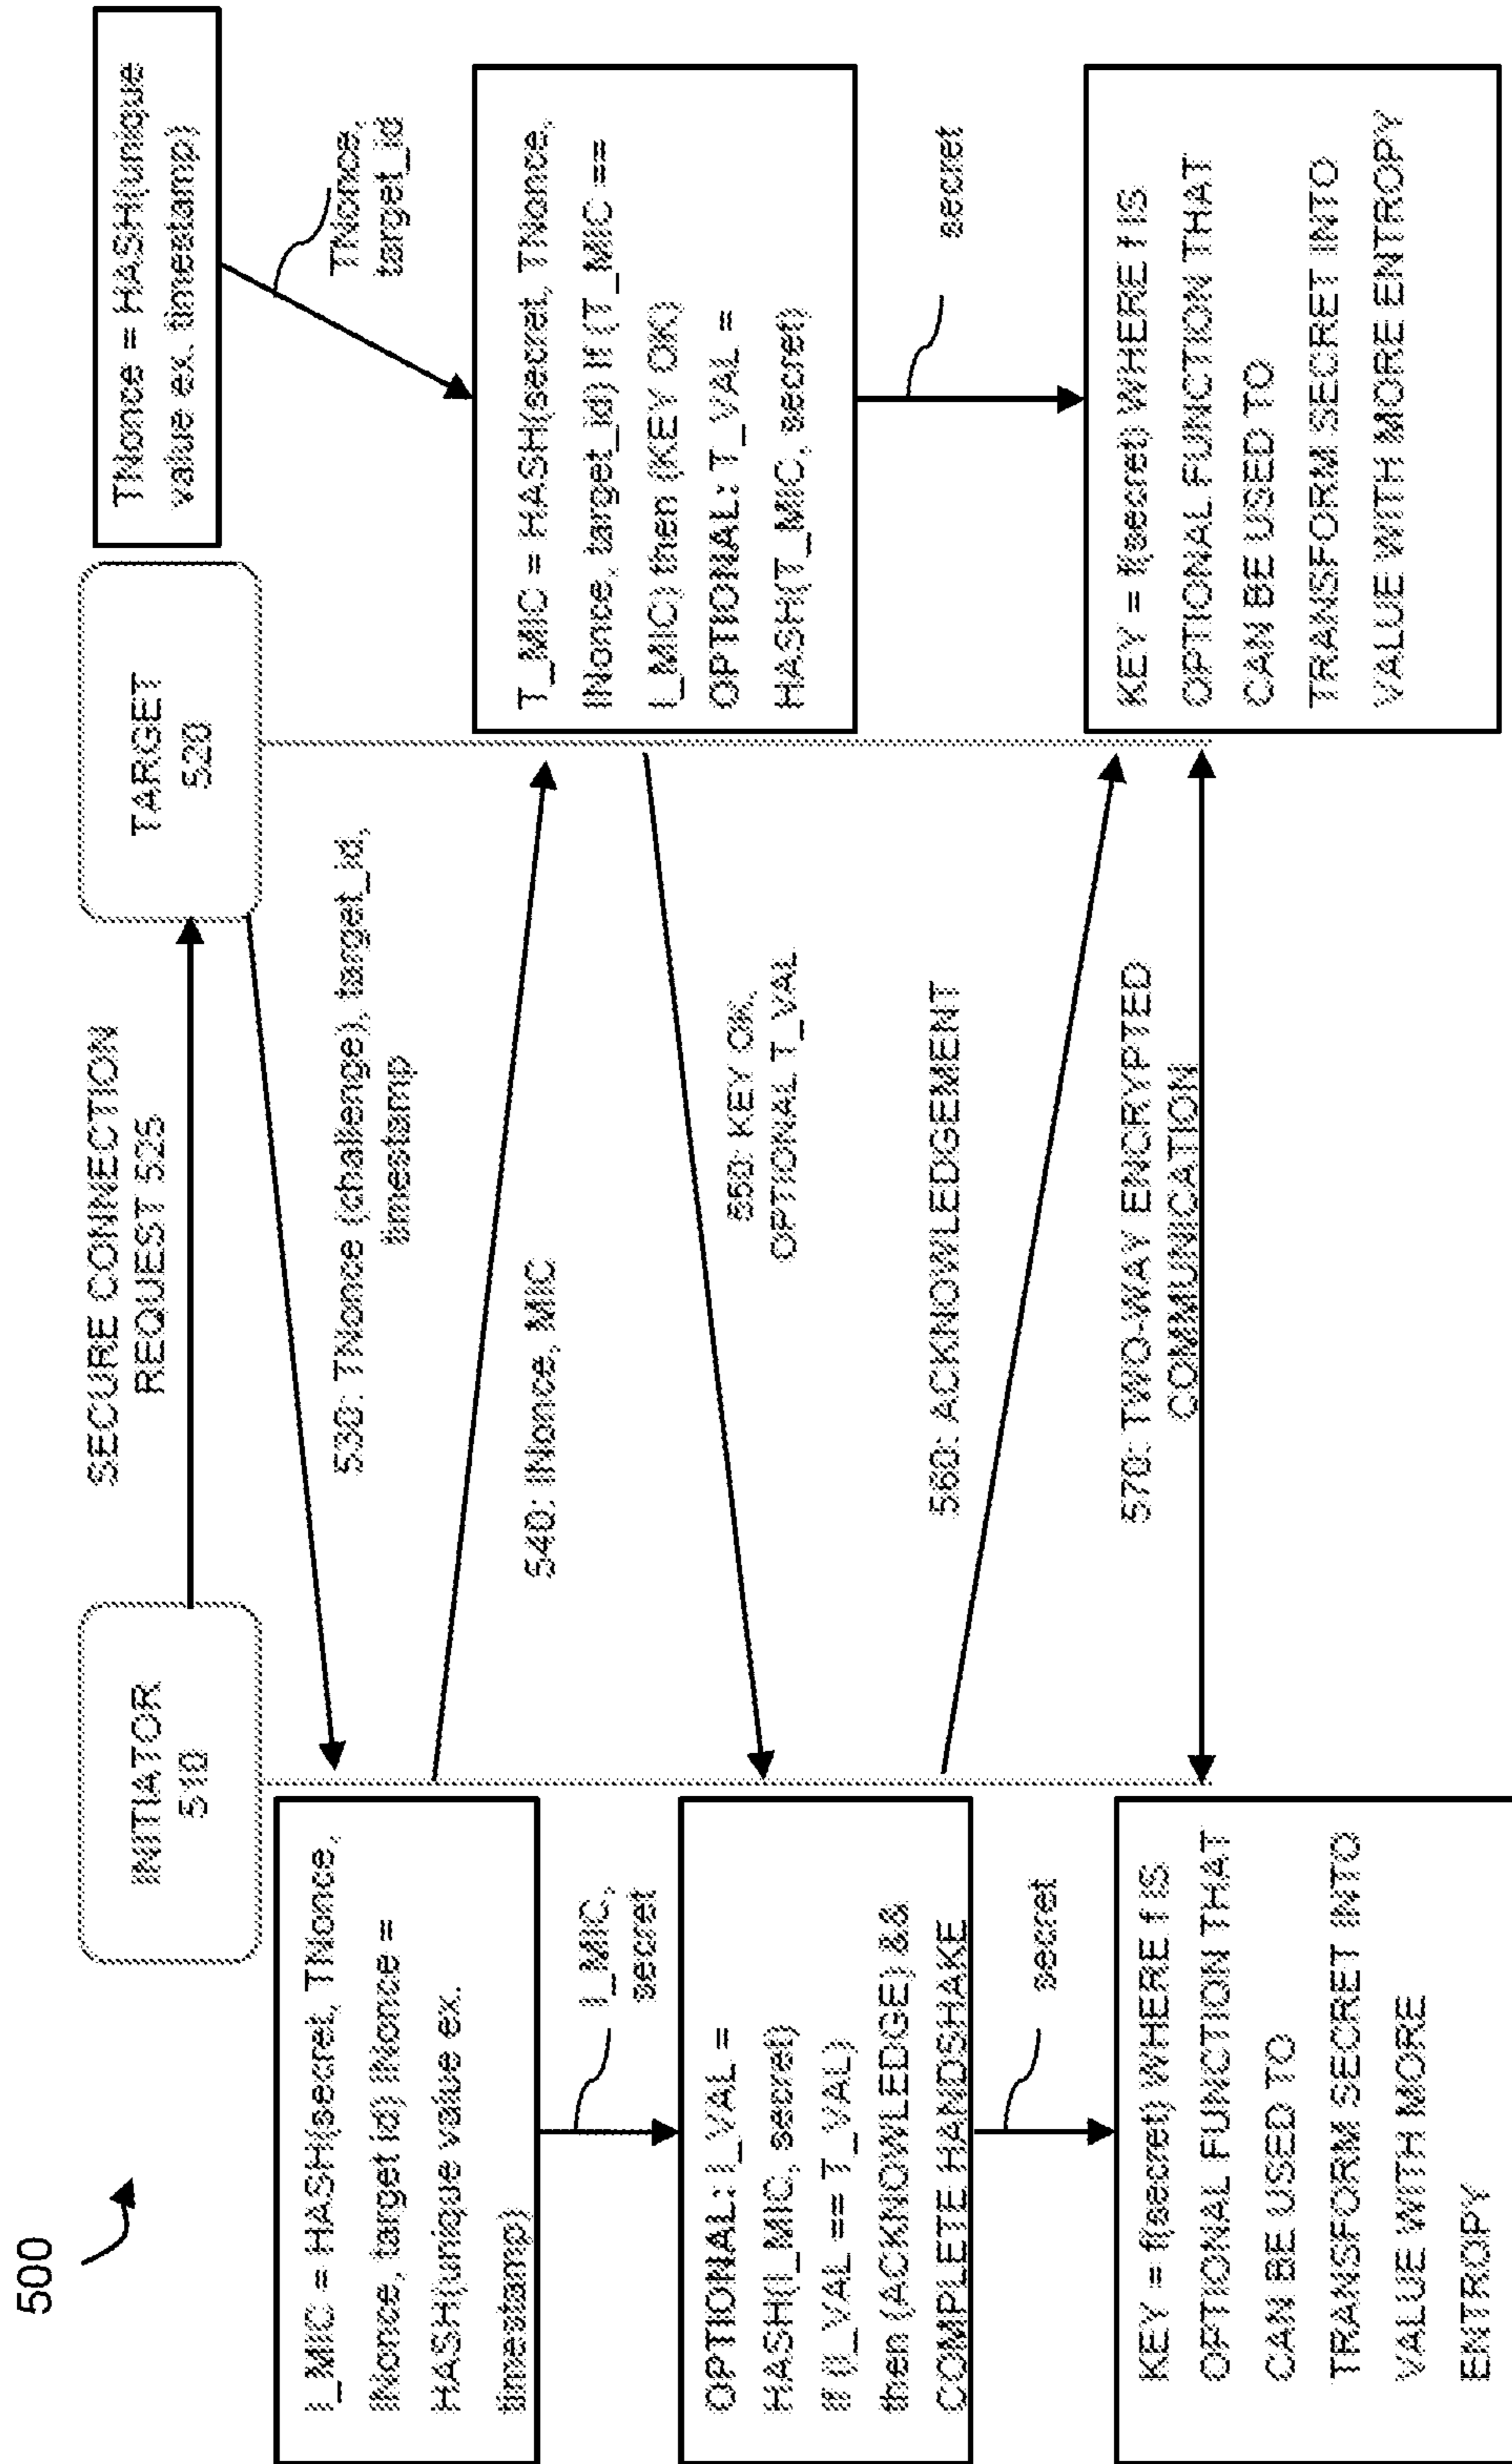 500
INITIATOR
510
SECURE CONNECTION
REQUEST 525
TARGET
520
TNonce = HASH(unique
value ex. timestamp)
TNonce,
target_id
530: TNonce (challenge), target_id,
timestamp
I_MIC = HASH(secret, TNonce,
INonce, target id) INonce =
HASH(unique value ex.
timestamp)
540: INonce, MIC
T_MIC = HASH(secret, TNonce,
INonce, target_id) If (T_MIC ==
I_MIC) then (KEY OK)
OPTIONAL: T_VAL =
HASH(T_MIC, secret)
I_MIC,
secret
550: KEY OK,
OPTIONAL T_VAL
OPTIONAL: I_VAL =
HASH(I_MIC, secret)
If (I_VAL == T_VAL)
then (ACKNOWLEDGE) &&
COMPLETE HANDSHAKE
560: ACKNOWLEDGEMENT
secret
secret
570: TWO-WAY ENCRYPTED
COMMUNICATION
KEY = f(secret) WHERE f IS
OPTIONAL FUNCTION THAT
CAN BE USED TO
TRANSFORM SECRET INTO
VALUE WITH MORE
ENTROPY
KEY = f(secret) WHERE f IS
OPTIONAL FUNCTION THAT
CAN BE USED TO
TRANSFORM SECRET INTO
VALUE WITH MORE ENTROPY